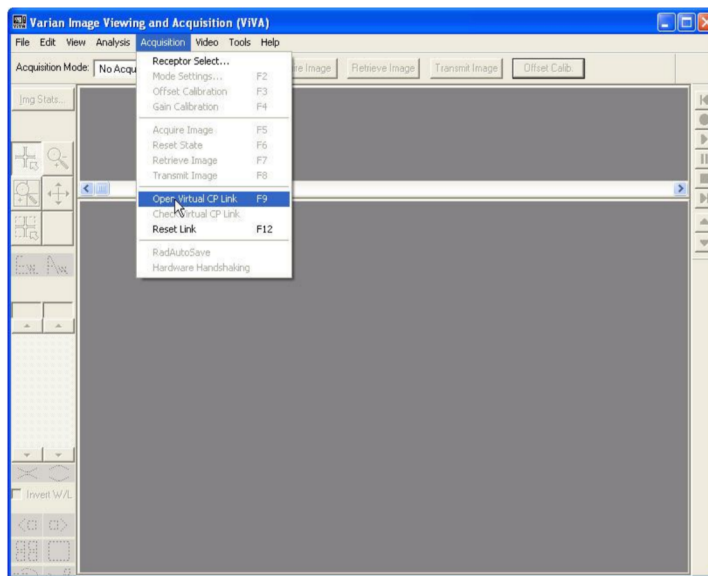 Varian Image Viewing and Acquisition (ViVA)
File Edit View Analysis Acquisition Video Tools Help
Acquisition Mode: No Acqu
Image
Retrieve Image
Transmit Image
Offset Calib.
Receptor Select...
Mode Settings... F2
Offset Calibration F3
Gain Calibration F4
Acquire Image F5
Reset State F6
Retrieve Image F7
Transmit Image F8
Open Virtual CP Link F9
Check Virtual CP Link
Reset Link F12
RadAutoSave
Hardware Handshaking
Img Stats...
Invert W/L